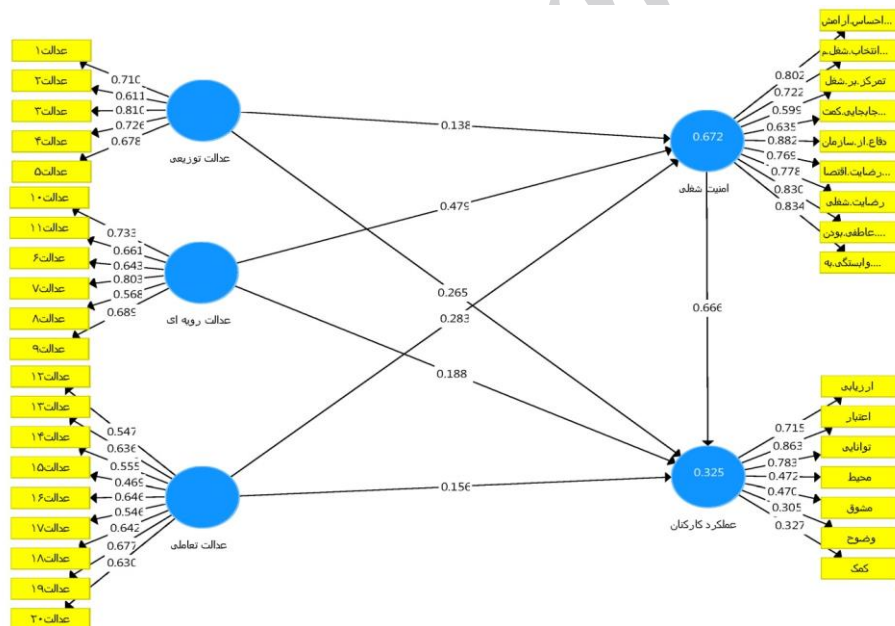 عدالت۱
عدالت۲
عدالت۳
عدالت۴
عدالت۵
0.710
0.611
0.810
0.726
0.678
عدالت توزیعی
عدالت۱۰
عدالت۱۱
عدالت۶
عدالت۷
عدالت۸
عدالت۹
0.733
0.661
0.643
0.803
0.568
0.689
عدالت رویه ای
عدالت۱۲
عدالت۱۳
عدالت۱۴
عدالت۱۵
عدالت۱۶
عدالت۱۷
عدالت۱۸
عدالت۱۹
عدالت۲۰
0.547
0.636
0.555
0.469
0.646
0.546
0.642
0.677
0.630
عدالت تعاملی
0.138
0.479
0.265
0.283
0.188
0.156
0.666
0.672
امنیت شغلی
0.802
0.722
0.599
0.635
0.882
0.769
0.778
0.830
0.834
احساس.آرامش...
انتخاب.شغل.م...
تمرکز.بر.شغل
جابجایی.کمت...
دفاع.از.سازمان
رضایت.اقتصا...
رضایت.شغلی
عاطفی.بودن....
وابستگی.به....
0.325
عملکرد کارکنان
0.715
0.863
0.783
0.472
0.470
0.305
0.327
ارزیابی
اعتبار
توانایی
محیط
مشوق
وضوح
کمک